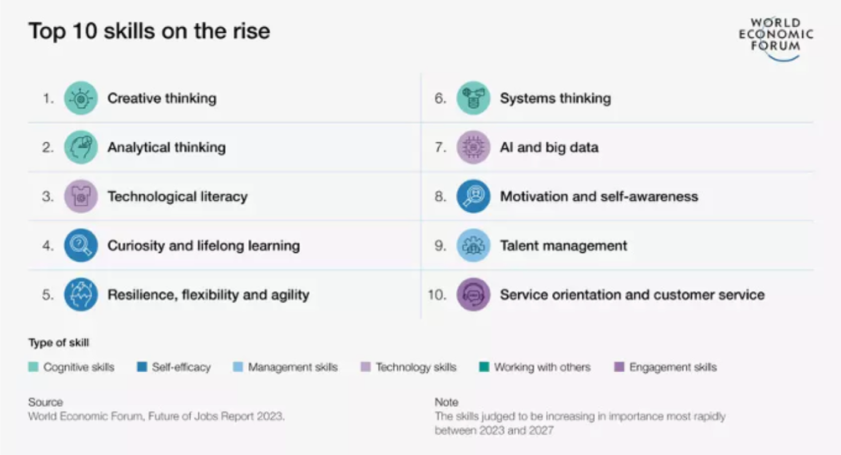 Top 10 skills on the rise
WORLD
ECONOMIC
FORUM
1. Creative thinking
2. Analytical thinking
3. Technological literacy
4. Curiosity and lifelong learning
5. Resilience, flexibility and agility
6. Systems thinking
7. AI and big data
8. Motivation and self-awareness
9. Talent management
10. Service orientation and customer service
Type of skill
Cognitive skills
Self-efficacy
Management skills
Technology skills
Working with others
Engagement skills
Source
World Economic Forum, Future of Jobs Report 2023.
Note
The skills judged to be increasing in importance most rapidly
between 2023 and 2027